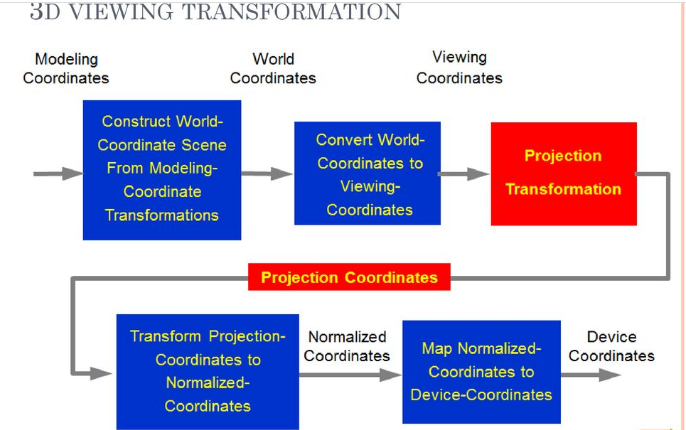 3D VIEWING TRANSFORMATION
Modeling
Coordinates
World
Coordinates
Viewing
Coordinates
Construct World-
Coordinate Scene
From Modeling-
Coordinate
Transformations
Convert World-
Coordinates to
Viewing-
Coordinates
Projection
Transformation
Projection Coordinates
Transform Projection-
Coordinates to
Normalized-
Coordinates
Normalized
Coordinates
Map Normalized-
Coordinates to
Device-Coordinates
Device
Coordinates